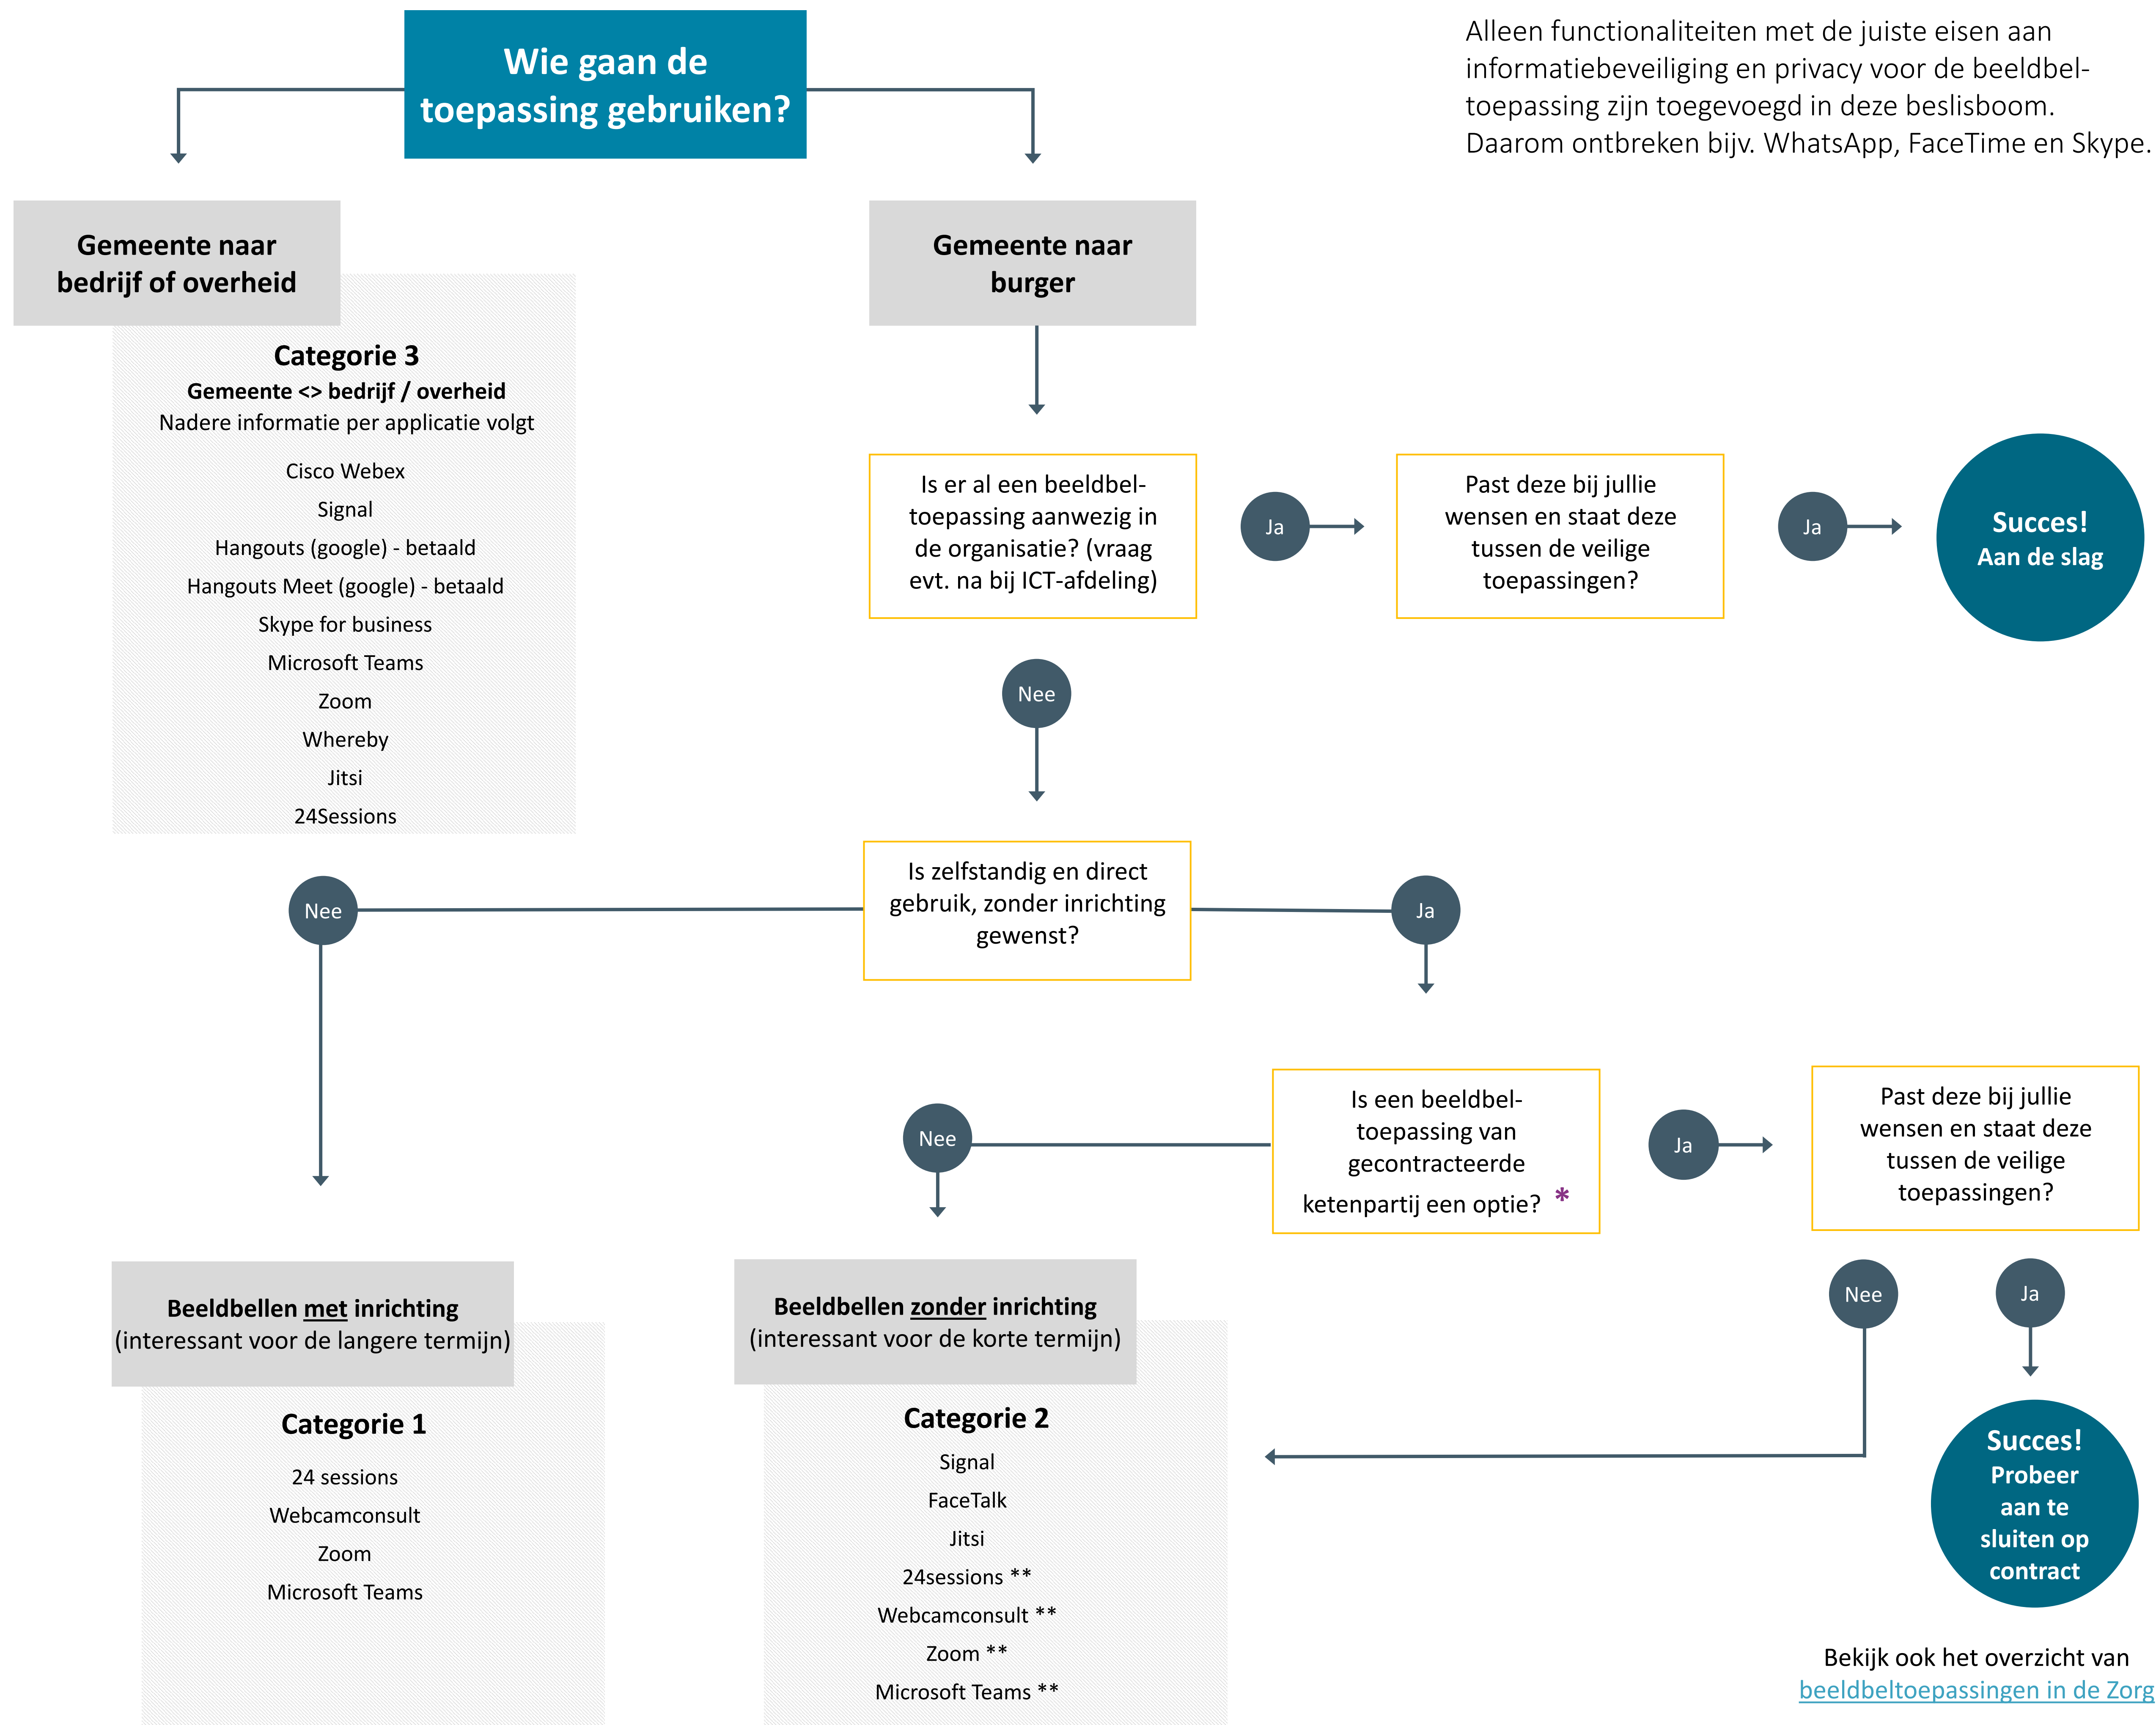 Wie gaan de
toepassing gebruiken?
Alleen functionaliteiten met de juiste eisen aan
informatiebeveiliging en privacy voor de beeldbel-
toepassing zijn toegevoegd in deze beslisboom.
Daarom ontbreken bijv. WhatsApp, FaceTime en Skype.
Gemeente naar
bedrijf of overheid
Categorie 3
Gemeente <> bedrijf / overheid
Nadere informatie per applicatie volgt
Cisco Webex
Signal
Hangouts (google) - betaald
Hangouts Meet (google) - betaald
Skype for business
Microsoft Teams
Zoom
Whereby
Jitsi
24Sessions
Gemeente naar
burger
Is er al een beeldbel-
toepassing aanwezig in
de organisatie? (vraag
evt. na bij ICT-afdeling)
Ja
Past deze bij jullie
wensen en staat deze
tussen de veilige
toepassingen?
Ja
Succes!
Aan de slag
Nee
Is zelfstandig en direct
gebruik, zonder inrichting
gewenst?
Nee
Ja
Is een beeldbel-
toepassing van
gecontracteerde
ketenpartij een optie? *
Nee
Ja
Past deze bij jullie
wensen en staat deze
tussen de veilige
toepassingen?
Nee
Ja
Succes!
Probeer
aan te
sluiten op
contract
Beeldbellen met inrichting
(interessant voor de langere termijn)
Categorie 1
24 sessions
Webcamconsult
Zoom
Microsoft Teams
Beeldbellen zonder inrichting
(interessant voor de korte termijn)
Categorie 2
Signal
FaceTalk
Jitsi
24sessions **
Webcamconsult **
Zoom **
Microsoft Teams **
Bekijk ook het overzicht van
beeldbeltoepassingen in de Zorg